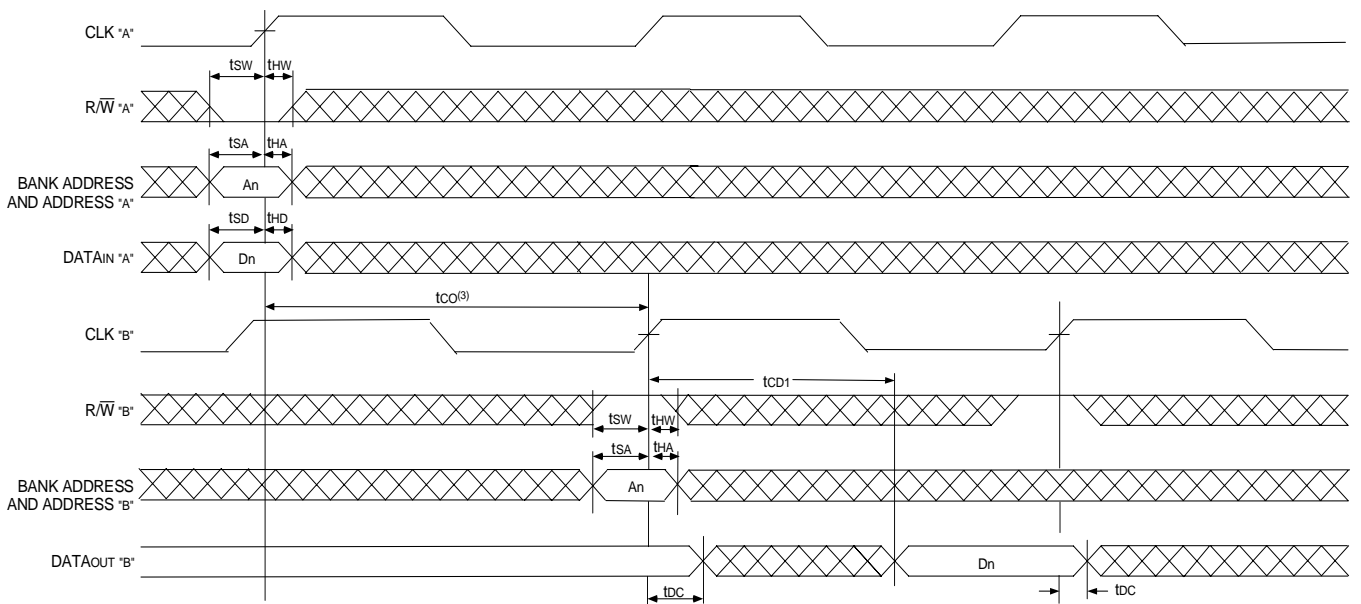 CLK "A"
tSW tHW
R/W̅ "A"
tSA tHA
BANK ADDRESS
AND ADDRESS "A"
An
tSD tHD
DATAIN "A"
Dn
tCO(3)
CLK "B"
tCD1
R/W̅ "B"
tSW tHW
tSA tHA
BANK ADDRESS
AND ADDRESS "B"
An
DATAOUT "B"
Dn
tDC
tDC